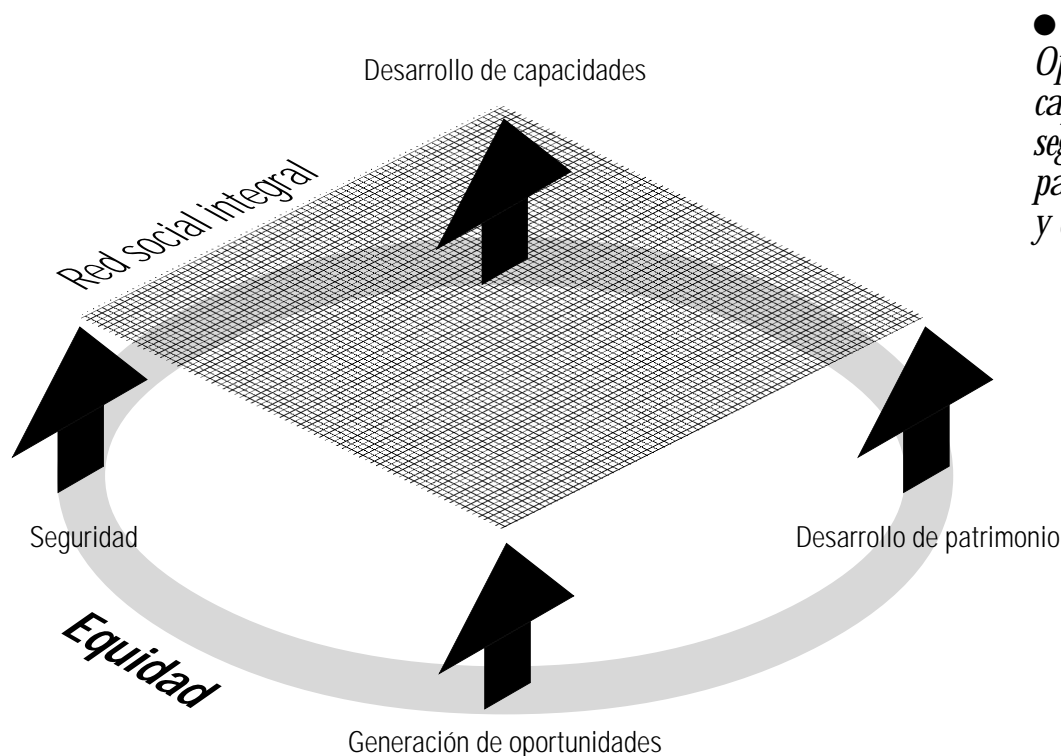 Desarrollo de capacidades
Red social integral
Seguridad
Desarrollo de patrimonio
Equidad
Generación de oportunidades
●
y